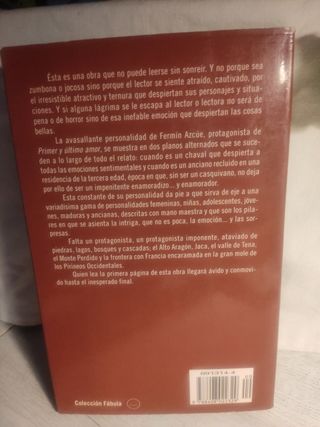 Ésta es una obra que no puede leerse sin sonreir. Y no porque sea
zumbona o jocosa sino porque el lector se siente atraído, cautivado, por
el irresistible atractivo y ternura que despiertan sus personajes y situa-
ciones. Y si alguna lágrima se le escapa al lector o lectora no será de
pena o de horror sino de esa inefable emoción que despiertan las cosas
bellas.
La avasallante personalidad de Fermín Azcúe, protagonista de
Primer y último amor, se muestra en dos planos alternados que se suce-
den a lo largo de todo el relato: cuando es un chaval que despierta a
todas las emociones sentimentales y cuando es un anciano recluido en una
residencia de la tercera edad, época en que, sin ser un casquivano, no deja
por ello de ser un impenitente enamoradizo... y enamorador.
Esta constante de su personalidad da pie a que sirva de eje a una
variadísima gama de personalidades femeninas, niñas, adolescentes, jóve-
nes, maduras y ancianas, descritas con mano maestra y que son los pila-
res en que se asienta la intriga, que no es poca, la emoción... y las sor-
presas.
Falta un protagonista, un protagonista imponente, ataviado de
piedras, lagos, bosques y cascadas; el Alto Aragón, Jaca, el valle de Tena,
el Monte Perdido y la frontera con Francia encaramada en la gran mole de
los Pirineos Occidentales.
Quien lea la primera página de esta obra llegará ávido y conmovi-
do hasta el inesperado final.
Colección Fábula